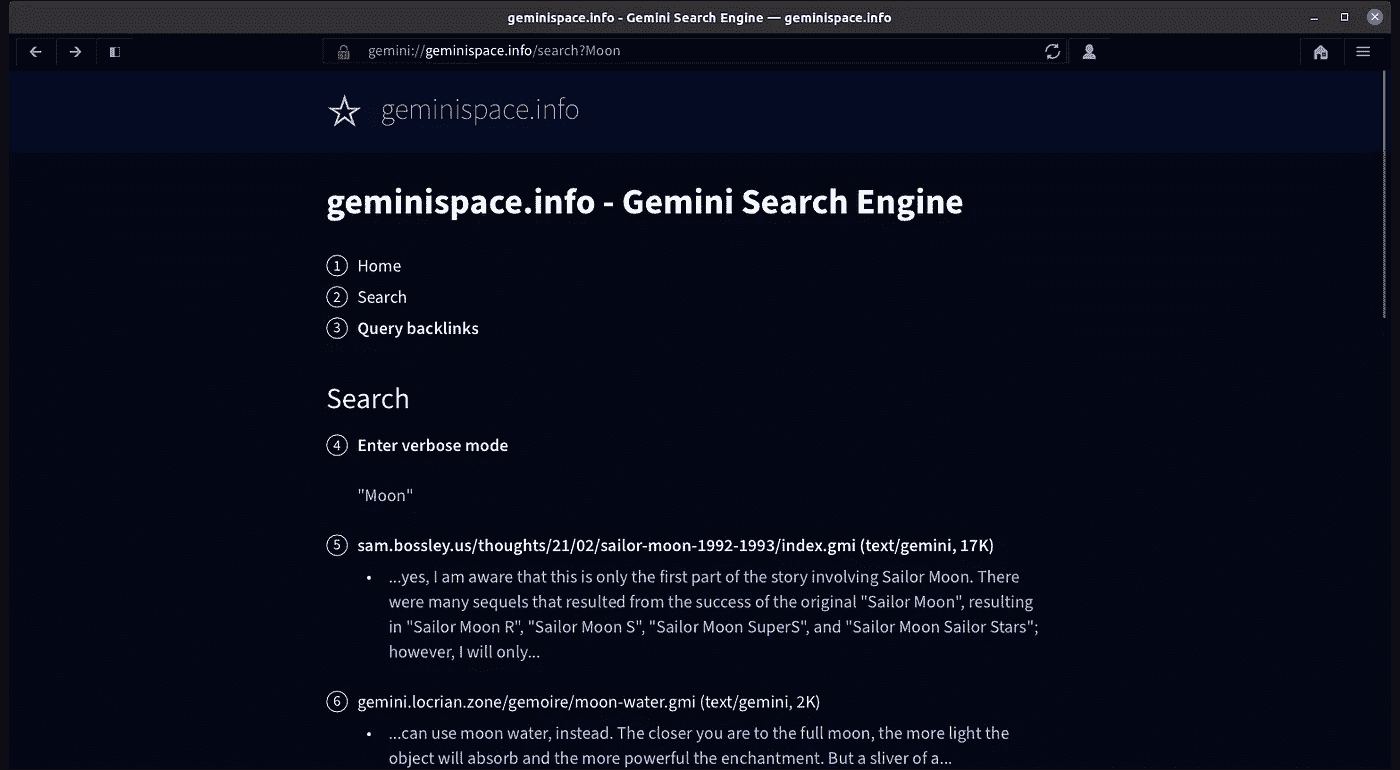 geminispace.info - Gemini Search Engine — geminispace.info
gemini://geminispace.info/search?Moon
geminispace.info
geminispace.info - Gemini Search Engine
1 Home
2 Search
3 Query backlinks
Search
4 Enter verbose mode
"Moon"
5 sam.bossley.us/thoughts/21/02/sailor-moon-1992-1993/index.gmi (text/gemini, 17K)
• ...yes, I am aware that this is only the first part of the story involving Sailor Moon. There
were many sequels that resulted from the success of the original "Sailor Moon", resulting
in "Sailor Moon R", "Sailor Moon S", "Sailor Moon SuperS", and "Sailor Moon Sailor Stars";
however, I will only...
6 gemini.locrian.zone/gemoire/moon-water.gmi (text/gemini, 2K)
• ...can use moon water, instead. The closer you are to the full moon, the more light the
object will absorb and the more powerful the enchantment. But a sliver of a...